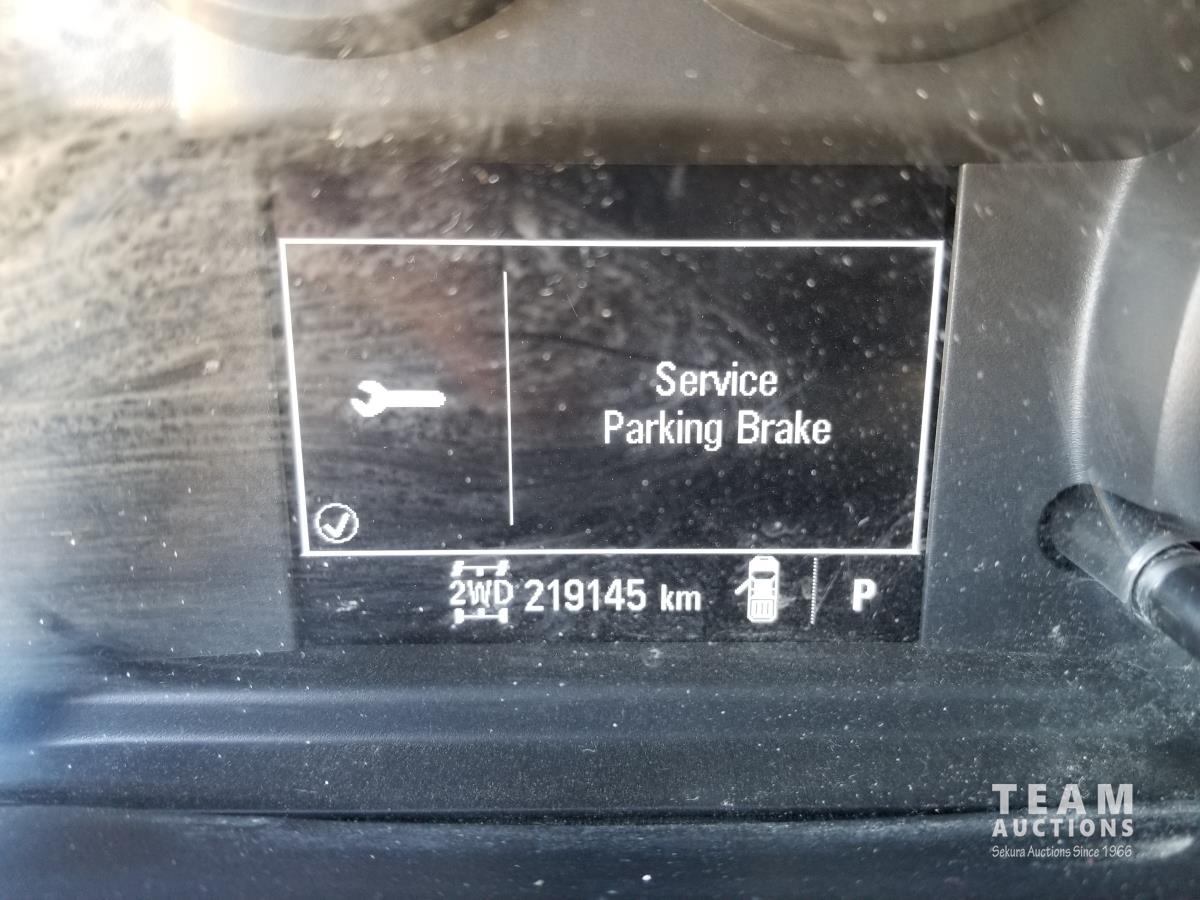 Service
Parking Brake
2WD 219145 km P
TEAM
AUCTIONS
Sekura Auctions Since 1966